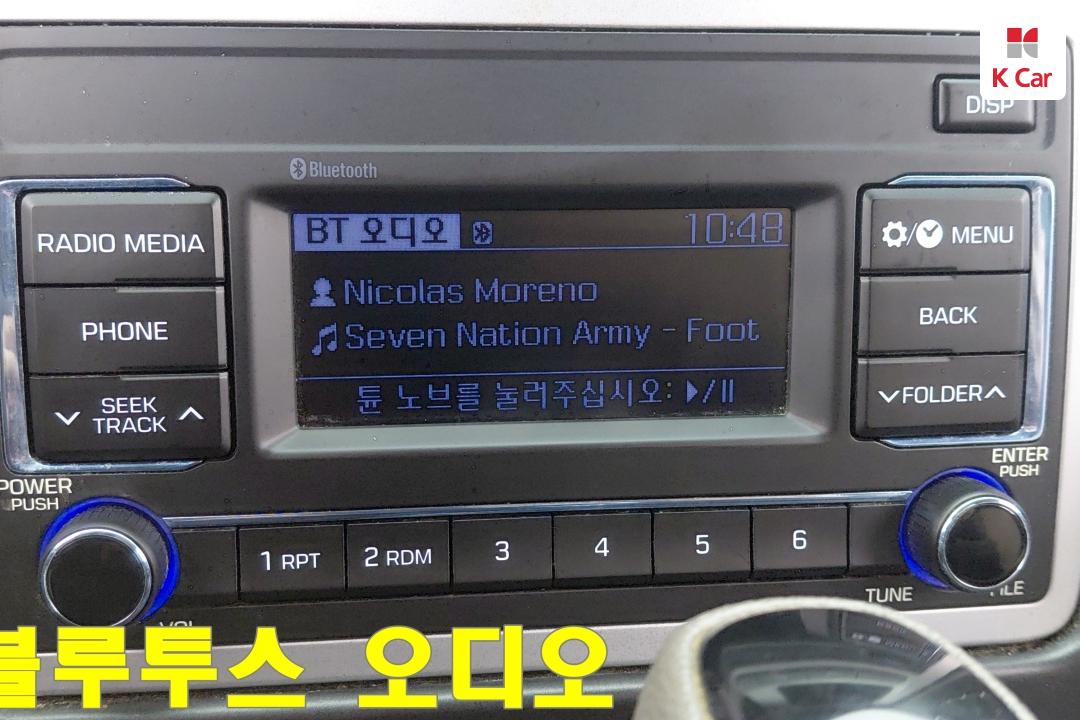 K Car
DISP
Bluetooth
RADIO MEDIA
BT 오디오
10:48
/ MENU
Nicolas Moreno
PHONE
Seven Nation Army - Foot
BACK
SEEK
TRACK
튠 노브를 눌러주십시오:
FOLDER
POWER
PUSH
ENTER
PUSH
1 RPT
2 RDM
3
4
5
6
TUNE
블루투스 오디오